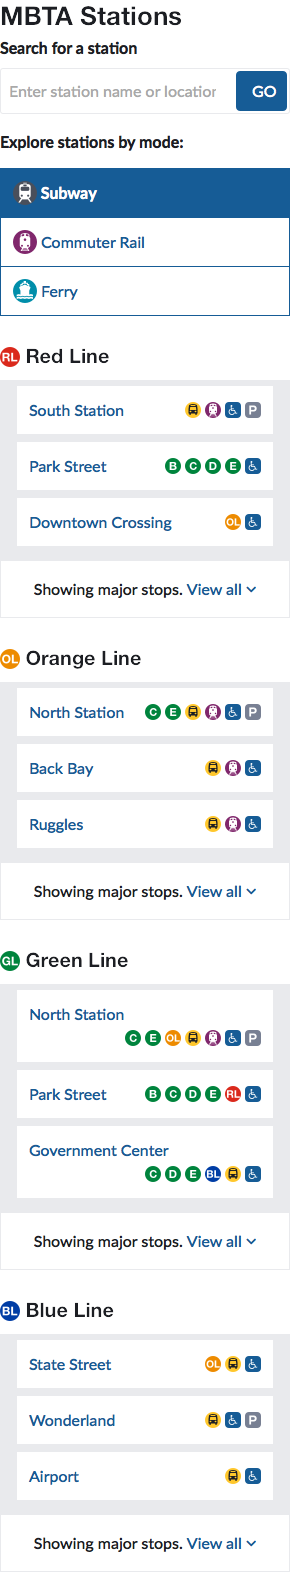 MBTA Stations
Search for a station
Enter station name or location
GO
Explore stations by mode:
Subway
Commuter Rail
Ferry
RL Red Line
South Station P
Park Street B C D E
Downtown Crossing OL
Showing major stops. View all
OL Orange Line
North Station C E P
Back Bay
Ruggles
Showing major stops. View all
GL Green Line
North Station
C E OL P
Park Street B C D E RL
Government Center
C D E BL
Showing major stops. View all
BL Blue Line
State Street OL
Wonderland P
Airport
Showing major stops. View all